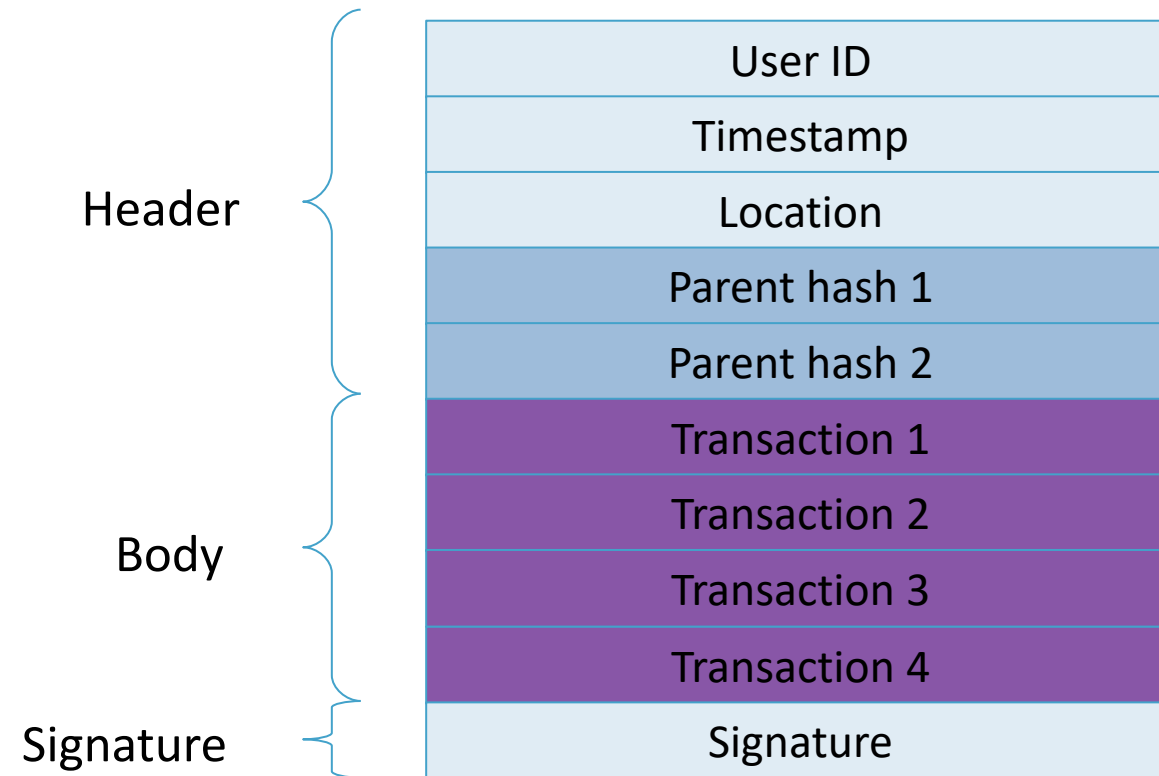 Header
User ID
Timestamp
Location
Parent hash 1
Parent hash 2
Body
Transaction 1
Transaction 2
Transaction 3
Transaction 4
Signature
Signature